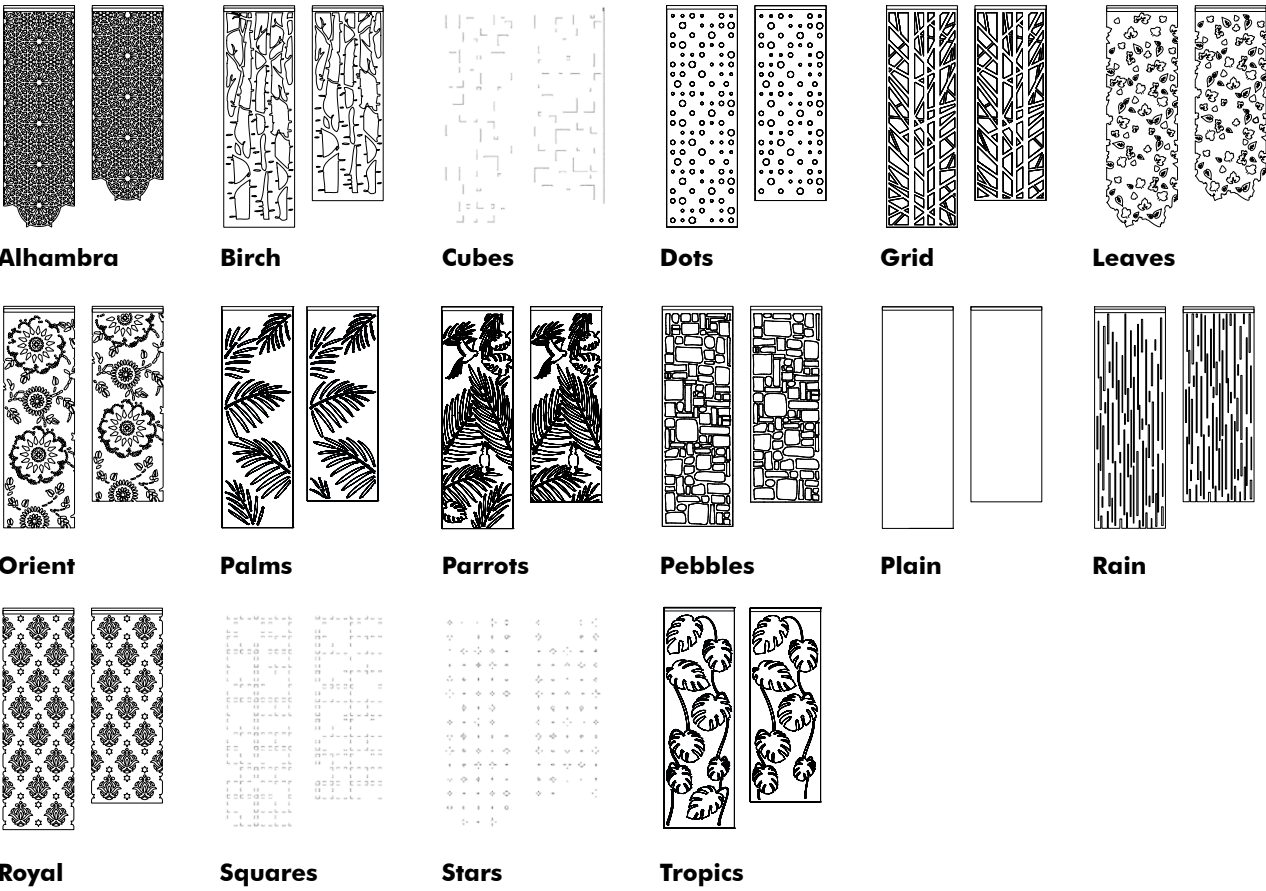 Alhambra Birch Cubes Dots Grid Leaves
Orient Palms Parrots Pebbles Plain Rain
Royal Squares Stars Tropics